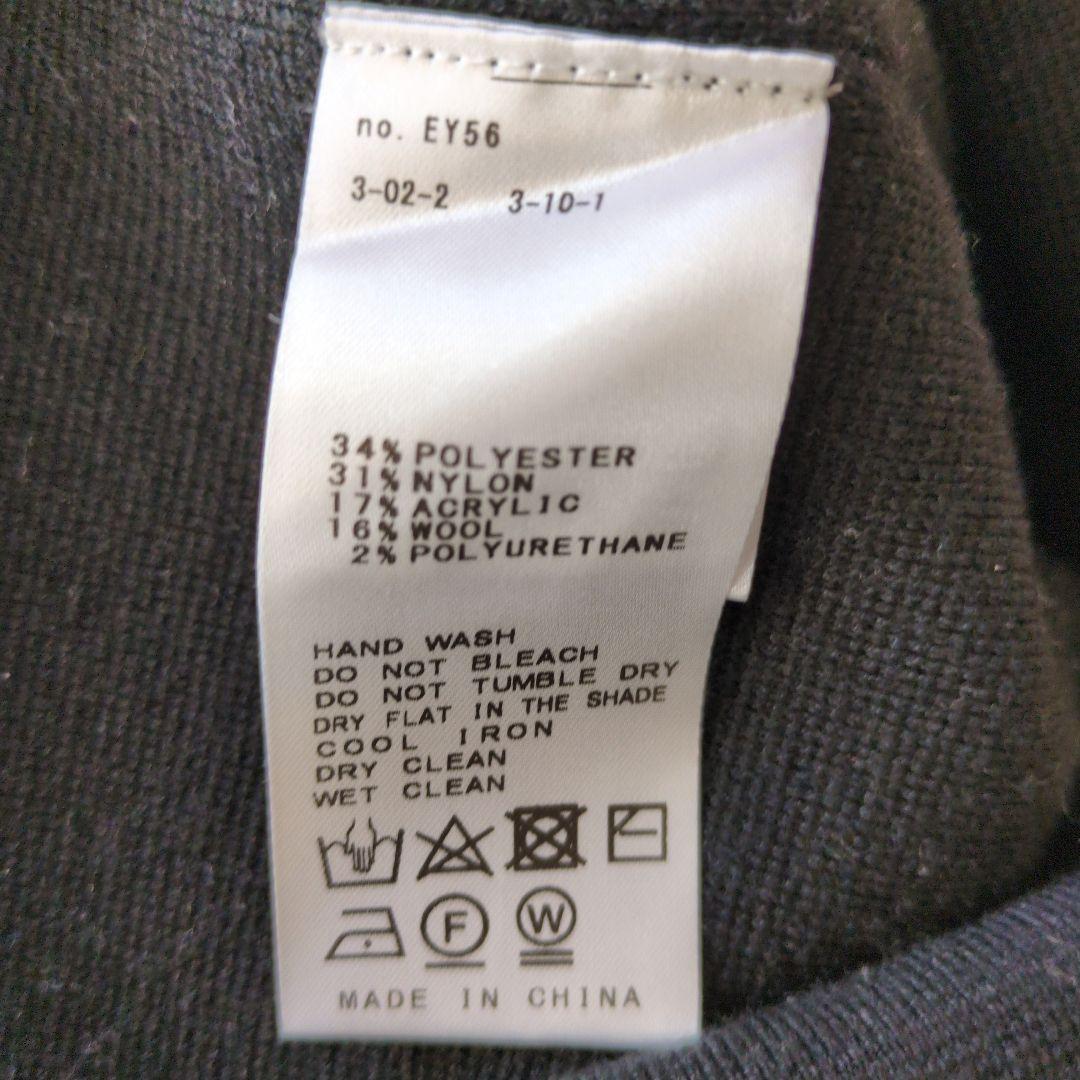 no. EY56
3-02-2 3-10-1
34% POLYESTER
31% NYLON
17% ACRYLIC
16% WOOL
2% POLYURETHANE
HAND WASH
DO NOT BLEACH
DO NOT TUMBLE DRY
DRY FLAT IN THE SHADE
COOL IRON
DRY CLEAN
WET CLEAN
F W
MADE IN CHINA